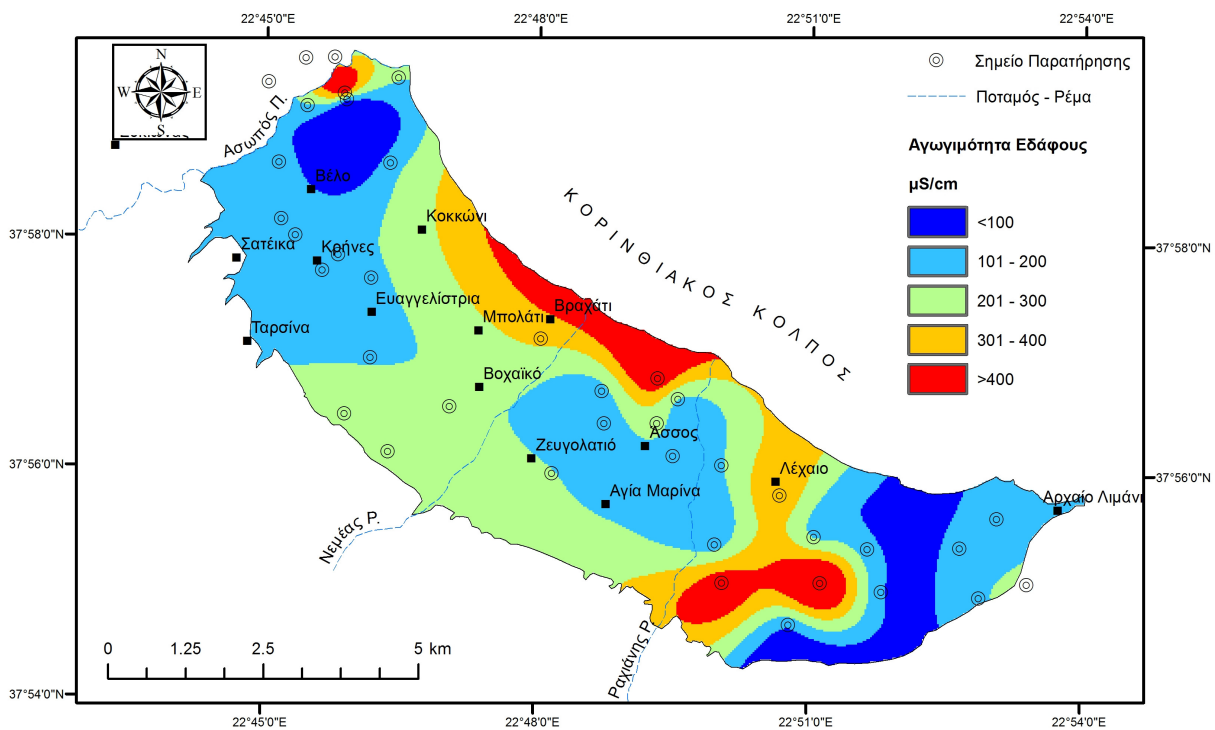 22°45'0"E 22°48'0"E 22°51'0"E 22°54'0"E
N
W E
S
Σημείο Παρατήρησης
Ποταμός - Ρέμα
Αγωγιμότητα Εδάφους
μS/cm
<100
101 - 200
201 - 300
301 - 400
>400
Ασωπός Π.
Βέλο
ΚΟΡΙΝΘΙΑΚΟΣ ΚΟΛΠΟΣ
Κοκκώνι
37°58'0"N
37°58'0"N
Σατέικα
Κρήνες
Ευαγγελίστρια
Βραχάτι
Μπολάτι
Ταρσίνα
Βοχαϊκό
Άσσος
Ζευγολατιό
37°56'0"N
37°56'0"N
Λέχαιο
Αγία Μαρίνα
Αρχαίο Λιμάνι
Νεμέας Ρ.
Ραχιάνης Ρ.
0 1.25 2.5 5 km
37°54'0"N
37°54'0"N
22°45'0"E 22°48'0"E 22°51'0"E 22°54'0"E